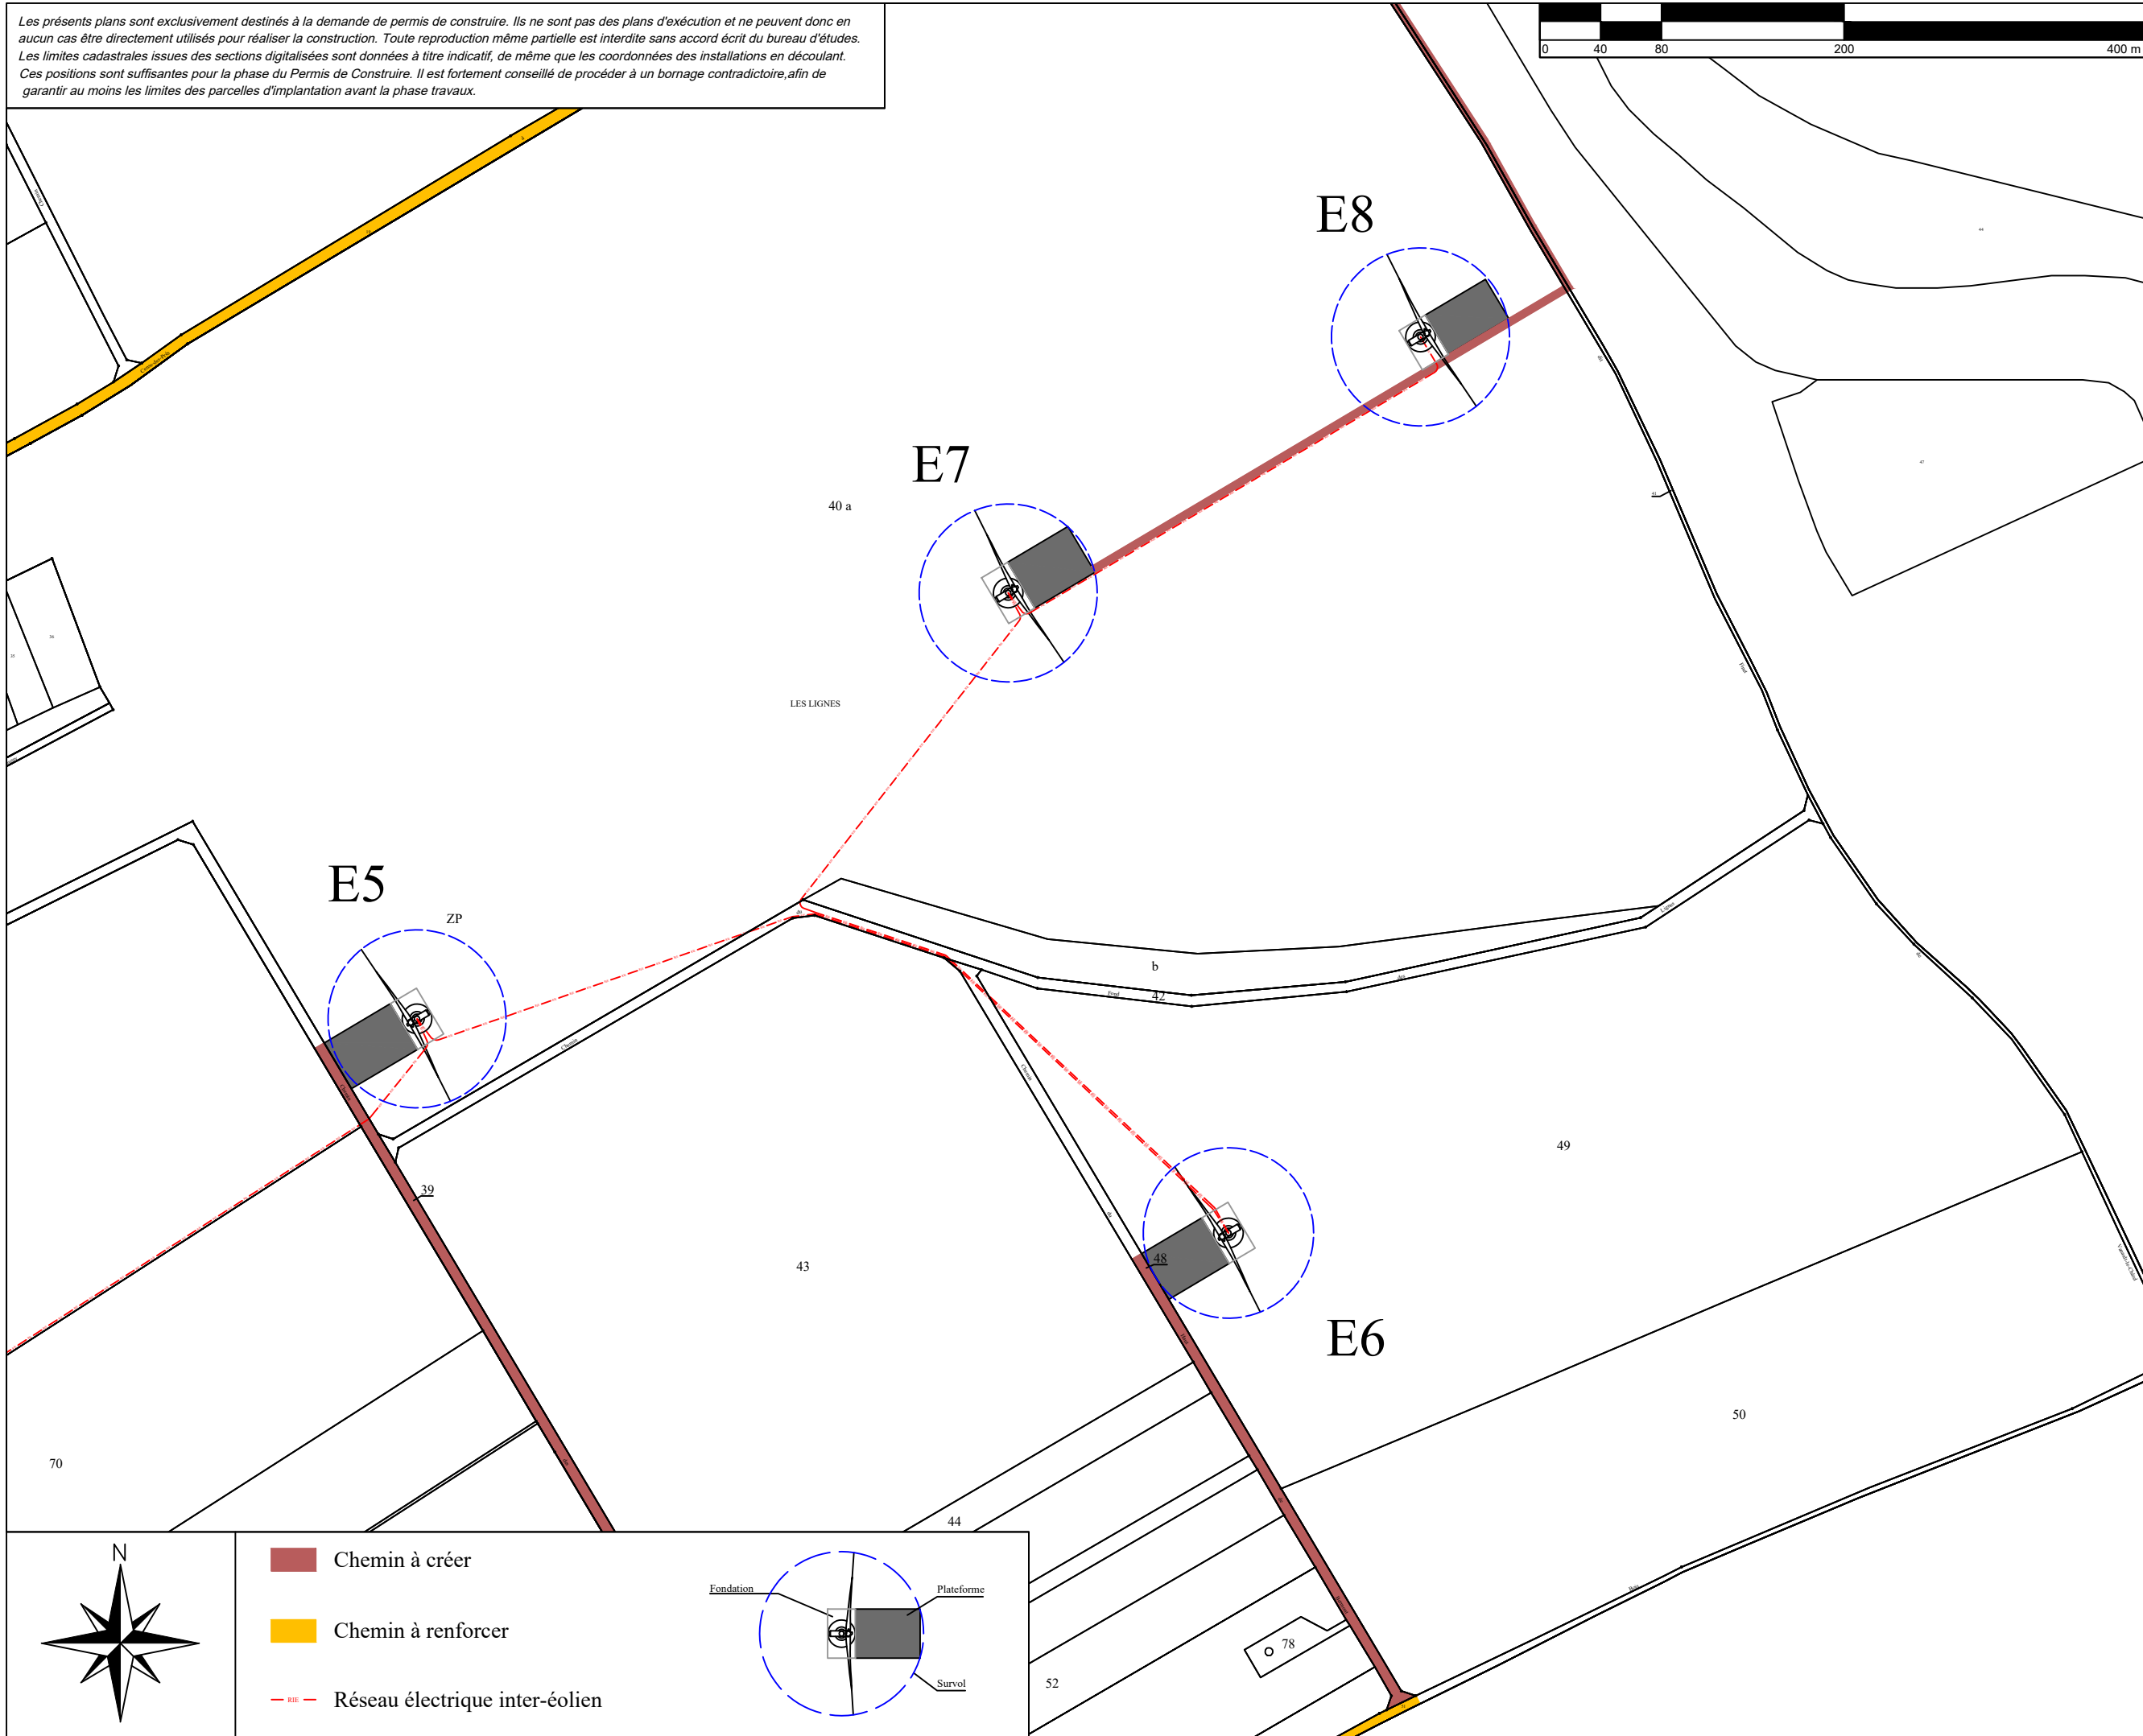 Les présents plans sont exclusivement destinés à la demande de permis de construire. Ils ne sont pas des plans d'exécution et ne peuvent donc en
aucun cas être directement utilisés pour réaliser la construction. Toute reproduction même partielle est interdite sans accord écrit du bureau d'études.
Les limites cadastrales issues des sections digitalisées sont données à titre indicatif, de même que les coordonnées des installations en découlant.
Ces positions sont suffisantes pour la phase du Permis de Construire. Il est fortement conseillé de procéder à un bornage contradictoire,afin de
garantir au moins les limites des parcelles d'implantation avant la phase travaux.
0 40 80 200 400 m
E8
44
E7
47
40 a
LES LIGNES
E5
ZP
b
42
Chemin
Chemin
39
49
43
48
E6
50
70
44
78
52
N
Chemin à créer
Chemin à renforcer
RIE
Réseau électrique inter-éolien
Fondation
Plateforme
Survol